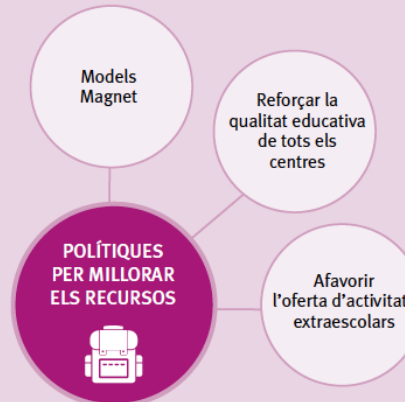 Models
Magnet
Reforçar la
qualitat educativa
de tots els
centres
POLÍTIQUES
PER MILLORAR
ELS RECURSOS
Afavorir
l'oferta d'activitat
extraescolars